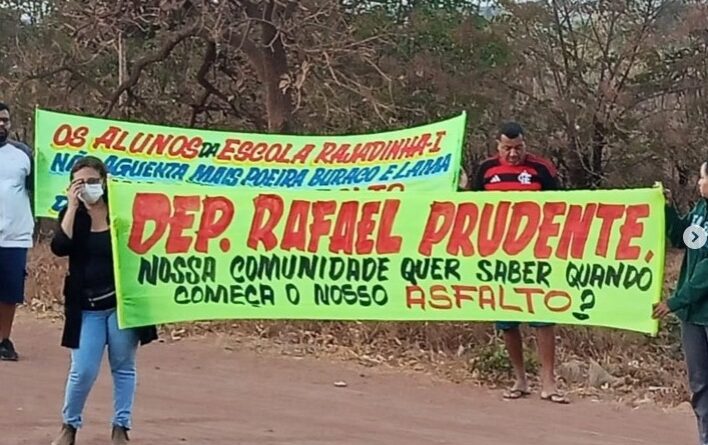 OS ALUNOS DA ESCOLA RAJADINHA-I
NÃO AGUENTA MAIS POEIRA BURACO E LAMA
DEP. RAFAEL PRUDENTE,
NOSSA COMUNIDADE QUER SABER QUANDO
COMEÇA O NOSSO ASFALTO?